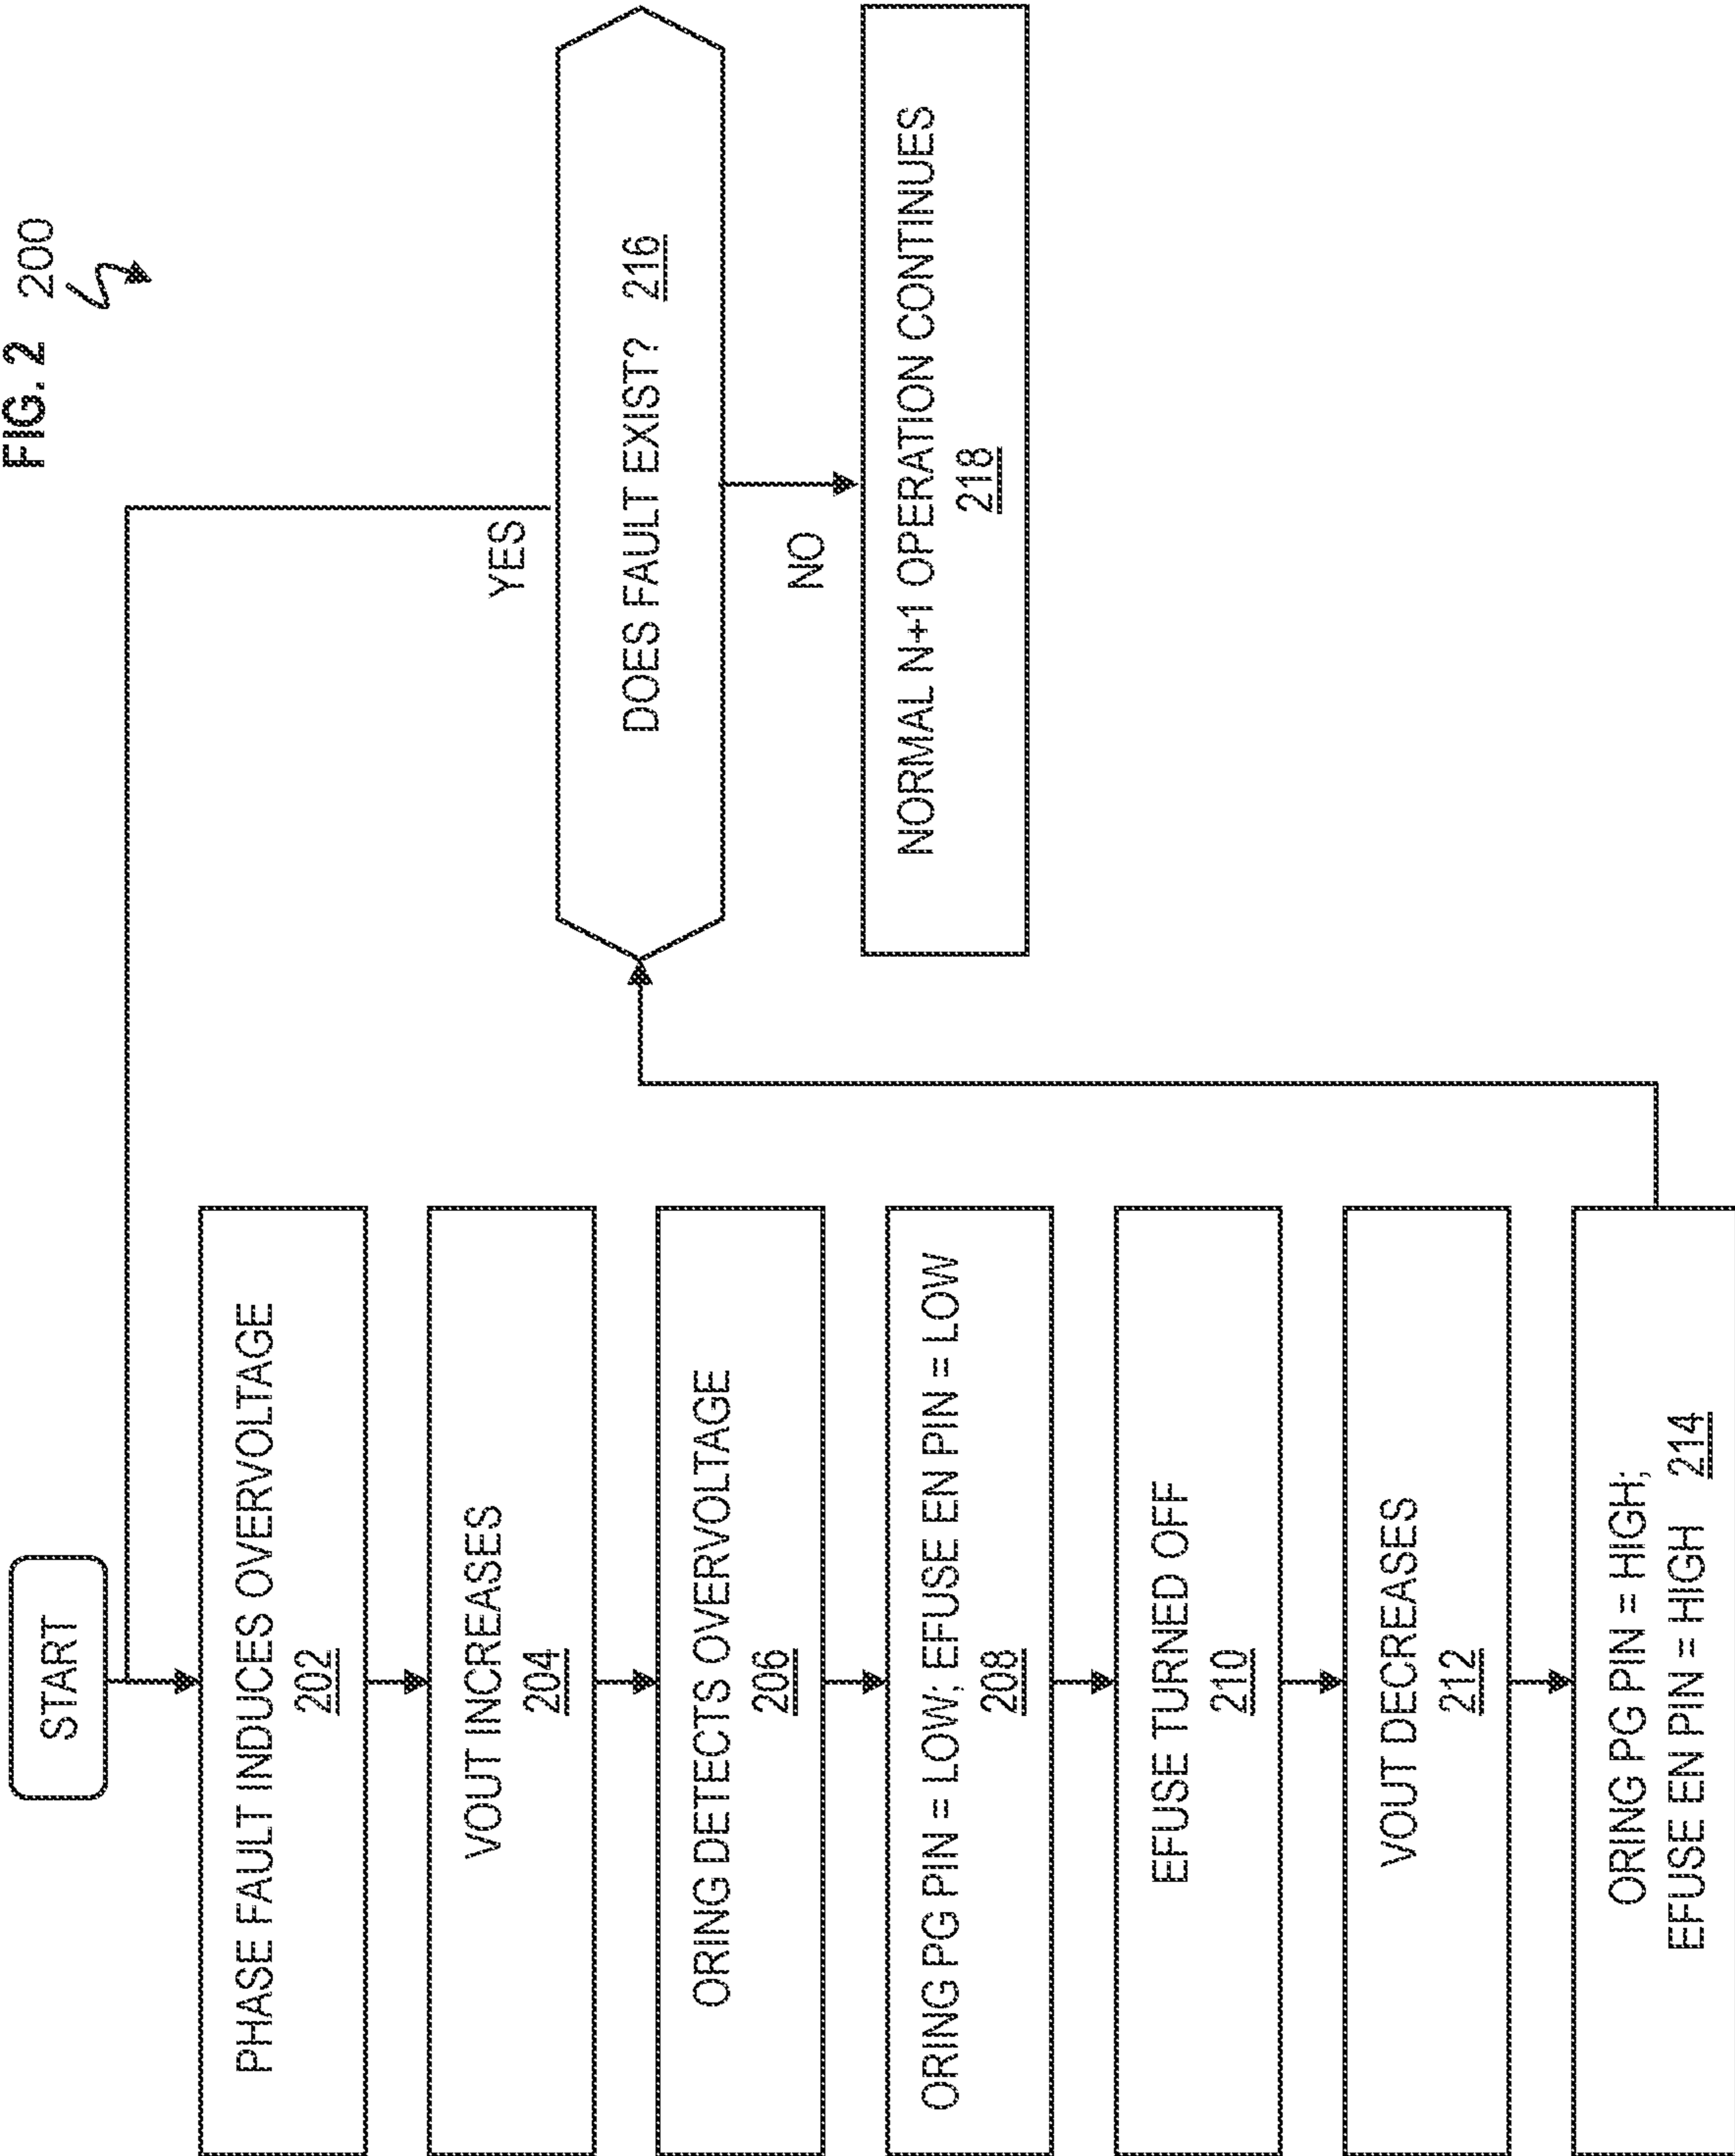 FIG. 2 200
START
PHASE FAULT INDUCES OVERVOLTAGE
202
VOUT INCREASES
204
ORING DETECTS OVERVOLTAGE
206
ORING PG PIN = LOW; EFUSE EN PIN = LOW
208
EFUSE TURNED OFF
210
VOUT DECREASES
212
ORING PG PIN = HIGH;
EFUSE EN PIN = HIGH 214
YES
DOES FAULT EXIST? 216
NO
NORMAL N+1 OPERATION CONTINUES
218